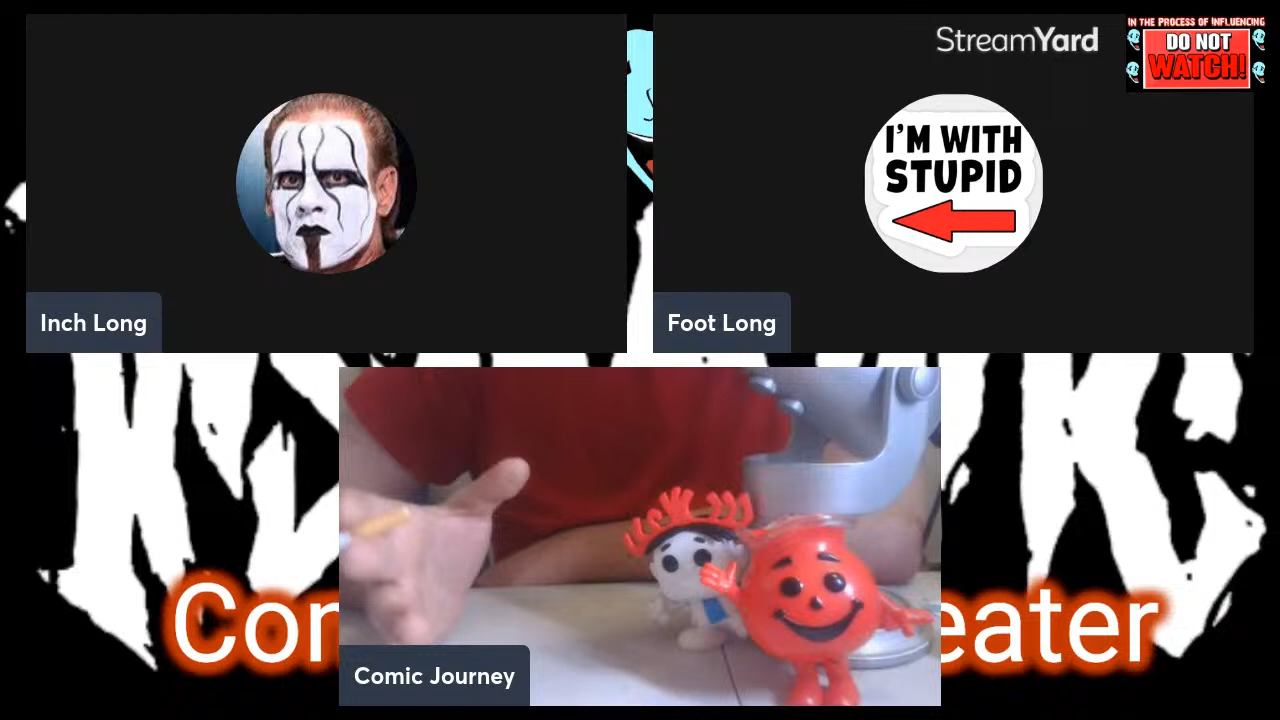 StreamYard
IN THE PROCESS OF INFLUENCING
DO NOT
WATCH!
I'M WITH
STUPID
Inch Long
Foot Long
Con eater
Comic Journey